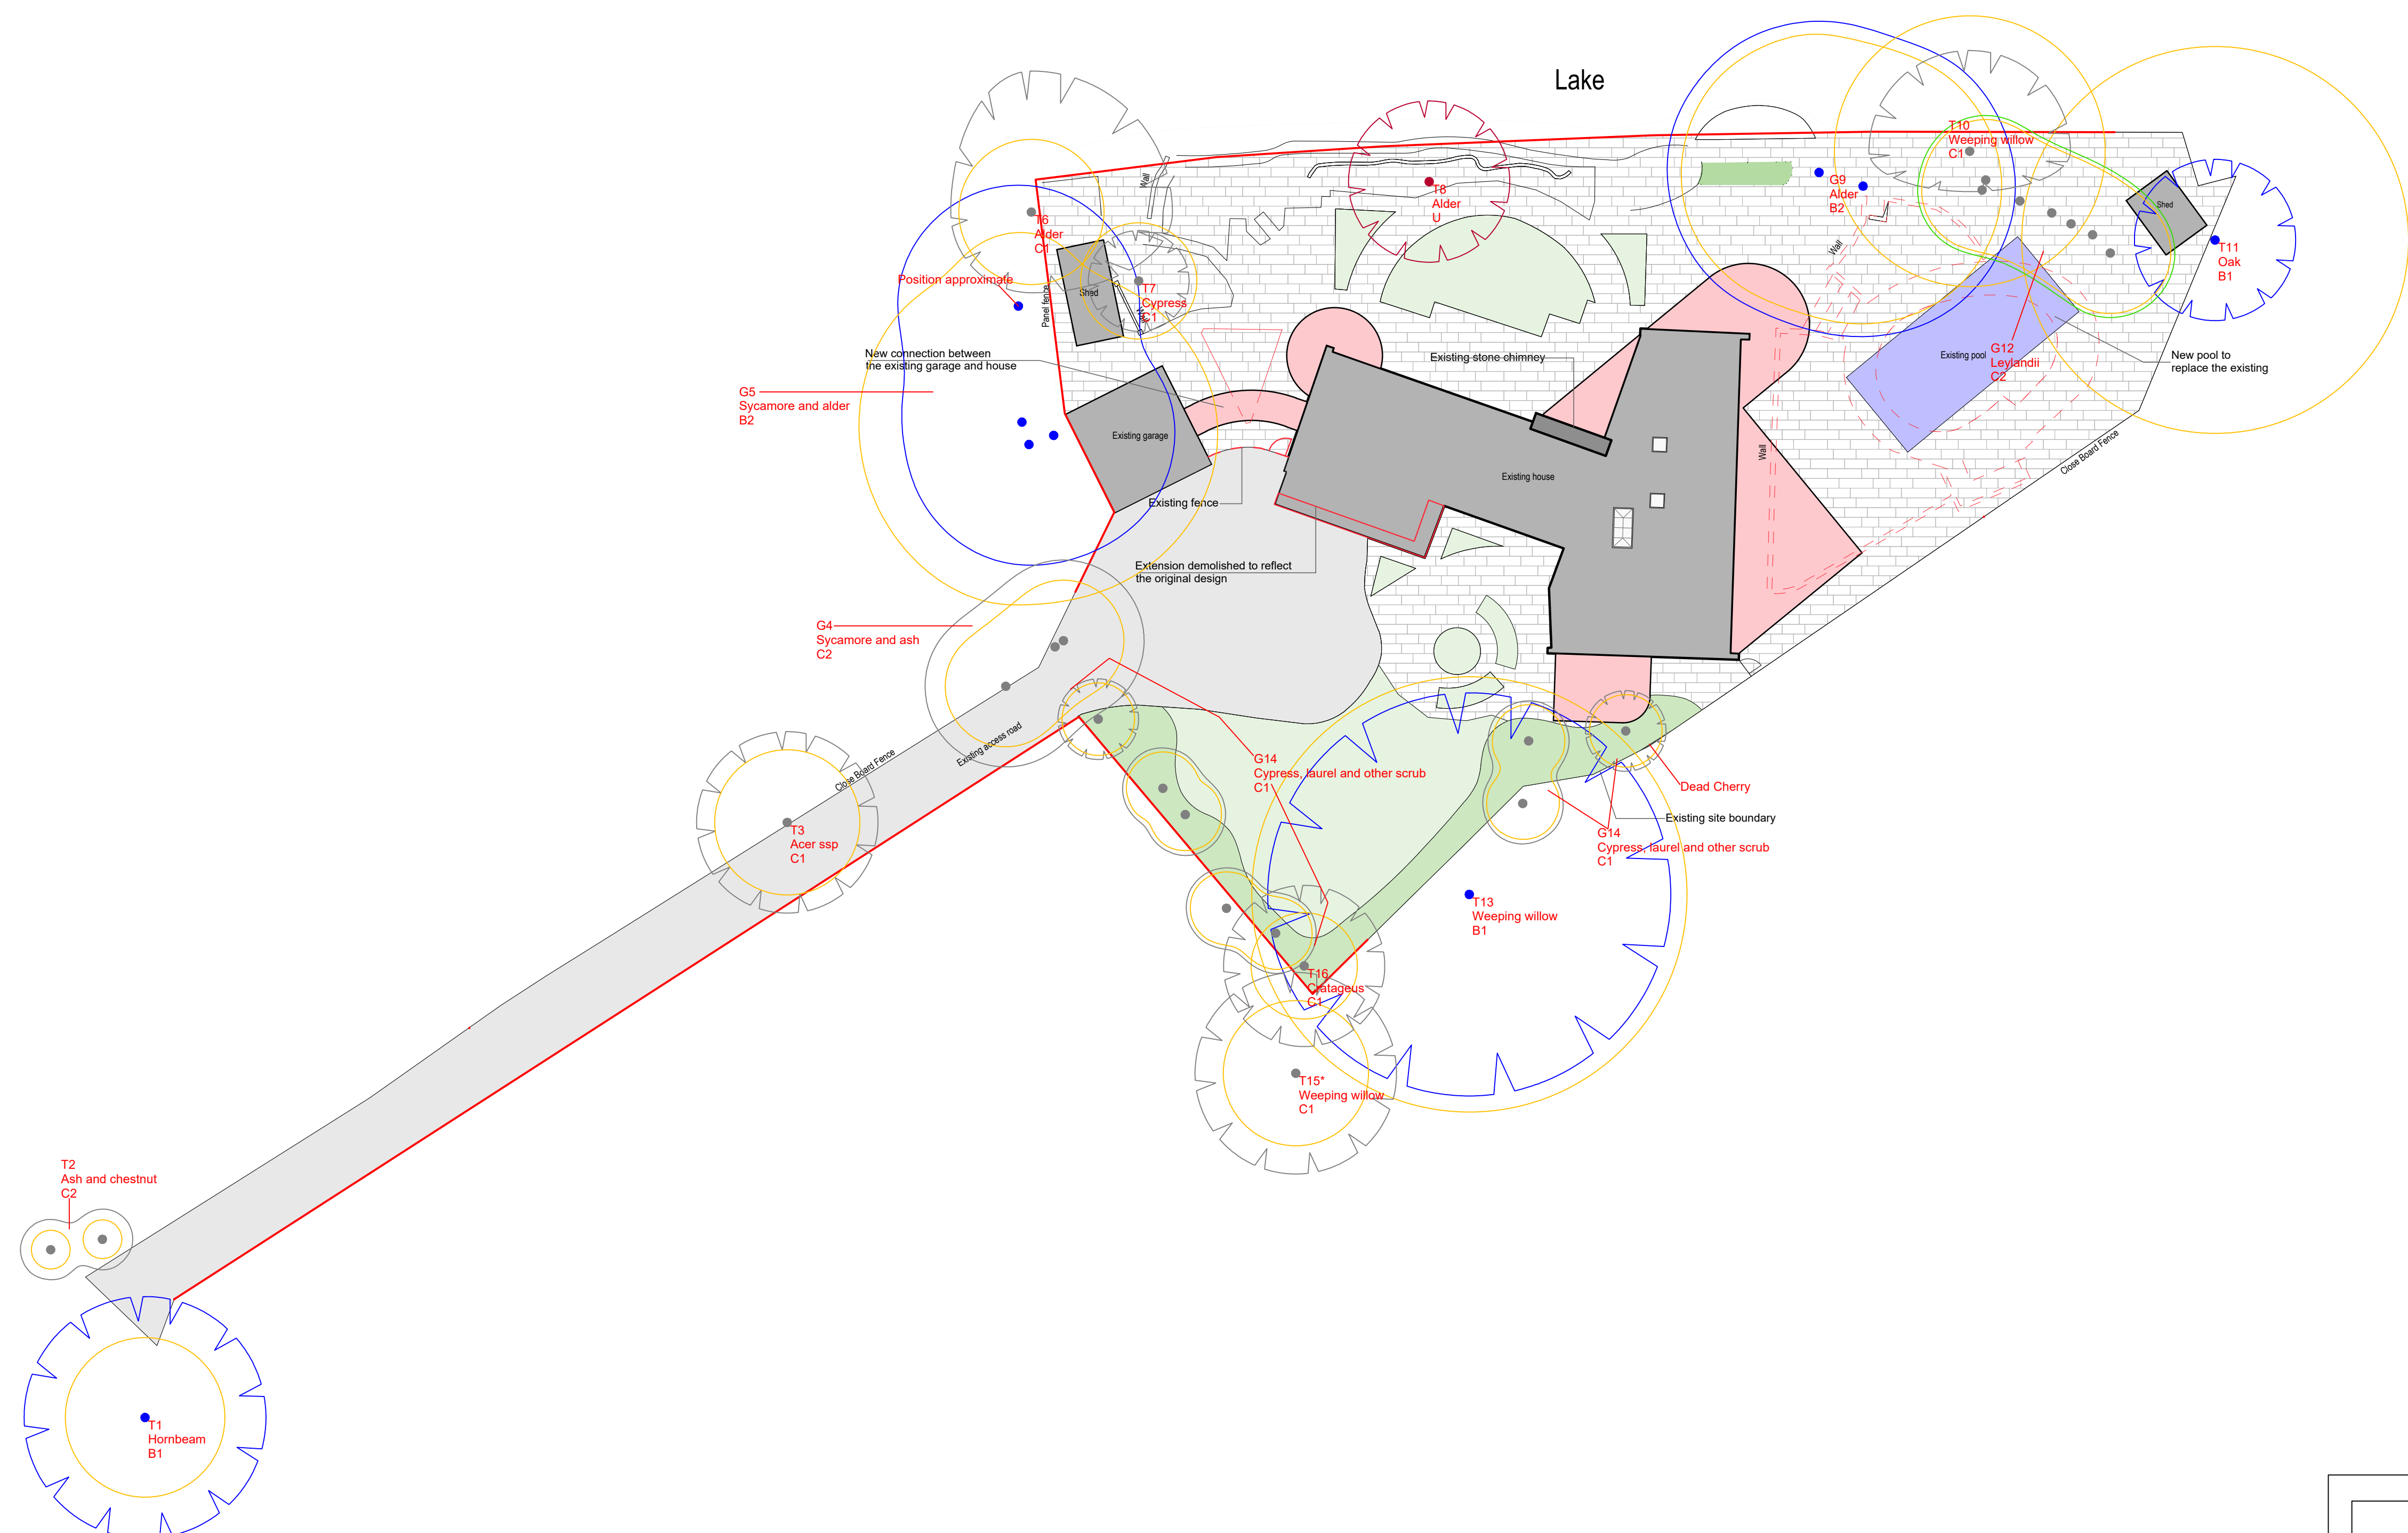 Lake
T10
Weeping willow
C1
G9
Alder
B2
Shed
T11
Oak
B1
T8
Alder
U
Wall
T6
Alder
C1
Position approximate
Panel fence
Shed
T7
Cypress
C1
Wall
New connection between
the existing garage and house
Existing stone chimney
Existing pool
G12
Leylandii
C2
New pool to
replace the existing
G5
Sycamore and alder
B2
Existing garage
Wall
Close Board Fence
Existing house
Existing fence
Extension demolished to reflect
the original design
G4
Sycamore and ash
C2
Existing access road
Close Board Fence
G14
Cypress, laurel and other scrub
C1
Dead Cherry
Existing site boundary
G14
Cypress, laurel and other scrub
C1
T3
Acer ssp
C1
T13
Weeping willow
B1
T16
Cratageus
C1
T15*
Weeping willow
C1
T2
Ash and chestnut
C2
T1
Hornbeam
B1